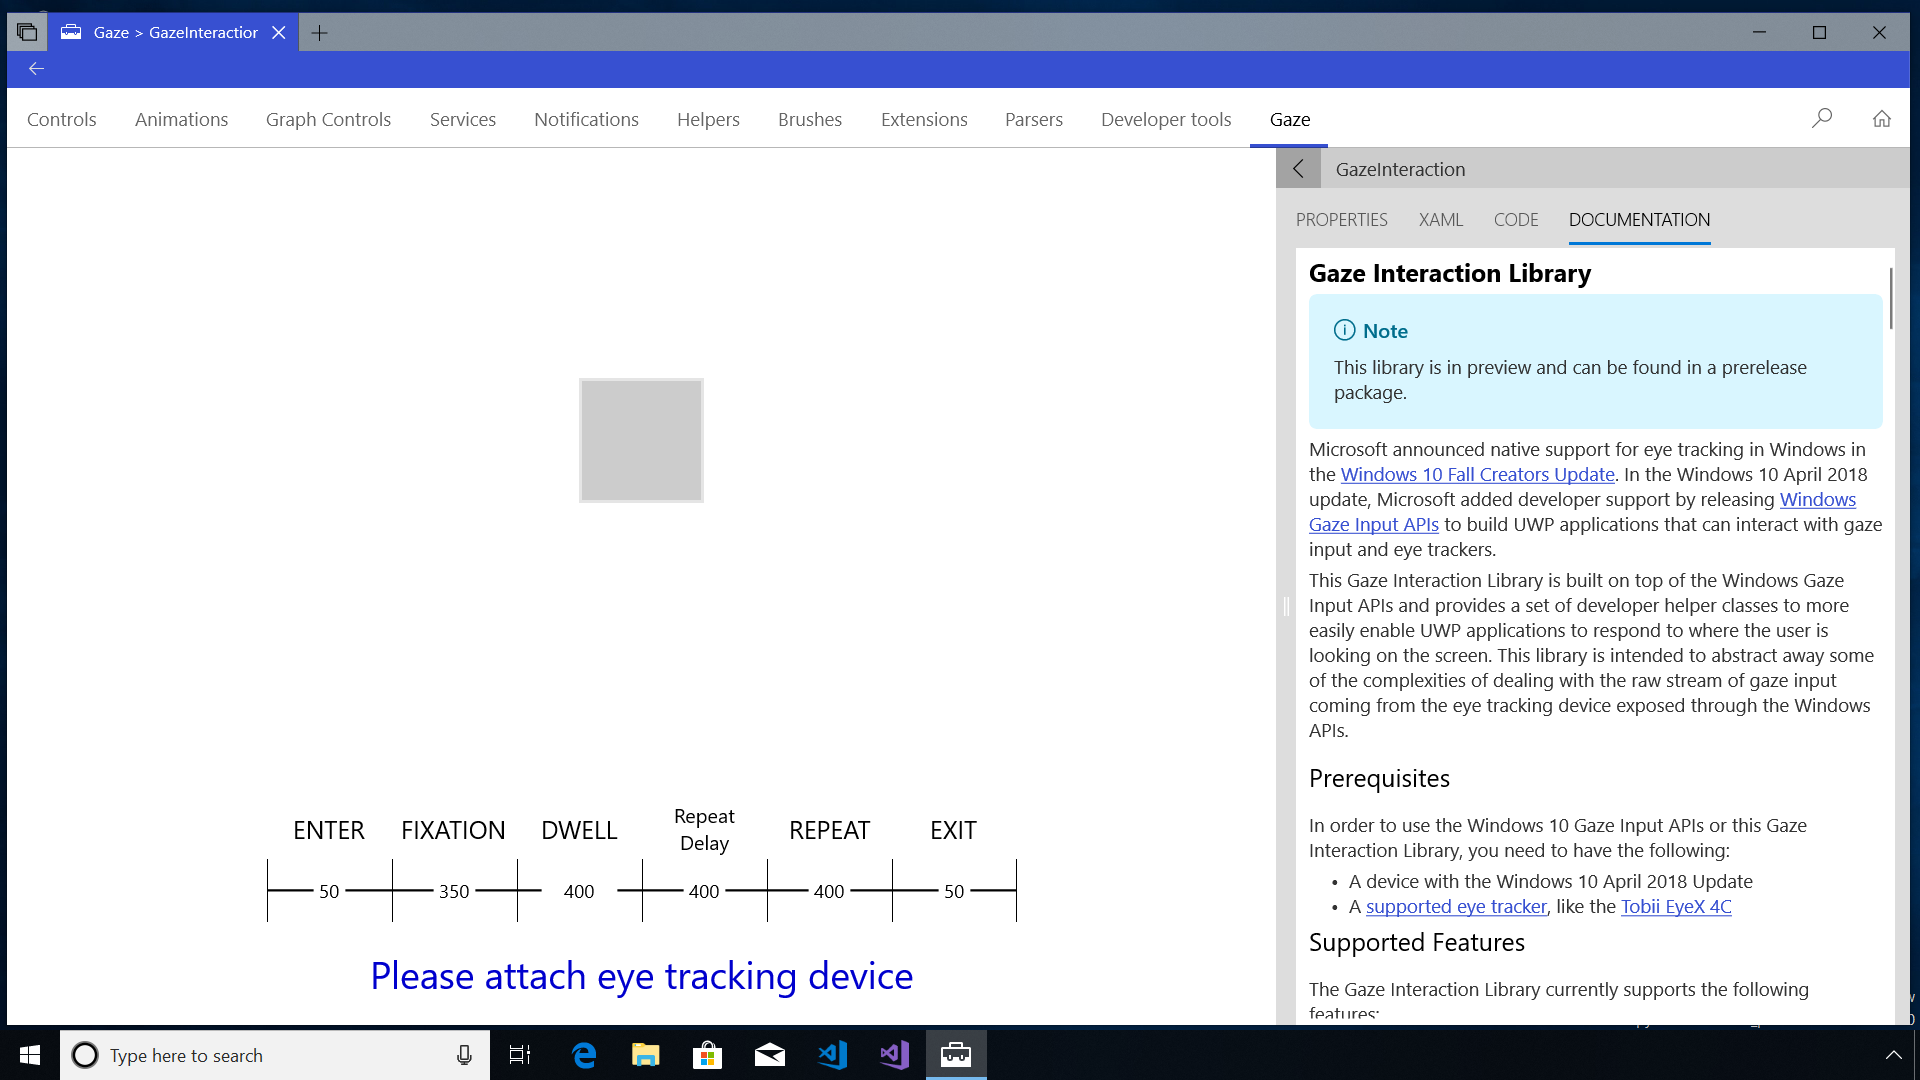 Gaze > GazeInteractior
Controls Animations Graph Controls Services Notifications Helpers Brushes Extensions Parsers Developer tools Gaze
GazeInteraction
PROPERTIES XAML CODE DOCUMENTATION
Gaze Interaction Library
Note
This library is in preview and can be found in a prerelease
package.
Microsoft announced native support for eye tracking in Windows in
the Windows 10 Fall Creators Update. In the Windows 10 April 2018
update, Microsoft added developer support by releasing Windows
Gaze Input APIs to build UWP applications that can interact with gaze
input and eye trackers.
This Gaze Interaction Library is built on top of the Windows Gaze
Input APIs and provides a set of developer helper classes to more
easily enable UWP applications to respond to where the user is
looking on the screen. This library is intended to abstract away some
of the complexities of dealing with the raw stream of gaze input
coming from the eye tracking device exposed through the Windows
APIs.
Prerequisites
In order to use the Windows 10 Gaze Input APIs or this Gaze
Interaction Library, you need to have the following:
• A device with the Windows 10 April 2018 Update
• A supported eye tracker, like the Tobii EyeX 4C
Supported Features
The Gaze Interaction Library currently supports the following
features:
ENTER FIXATION DWELL Repeat Delay REPEAT EXIT
50 350 400 400 400 50
Please attach eye tracking device
Type here to search